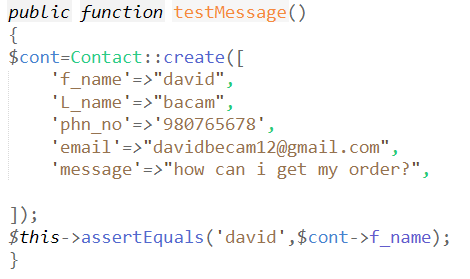 public function testMessage()
{
$cont=Contact::create([
'f_name'=>"david",
'L_name'=>"bacam",
'phn_no'=>'980765678',
'email'=>"davidbecam12@gmail.com",
'message'=>"how can i get my order?",
]);
$this->assertEquals('david',$cont->f_name);
}